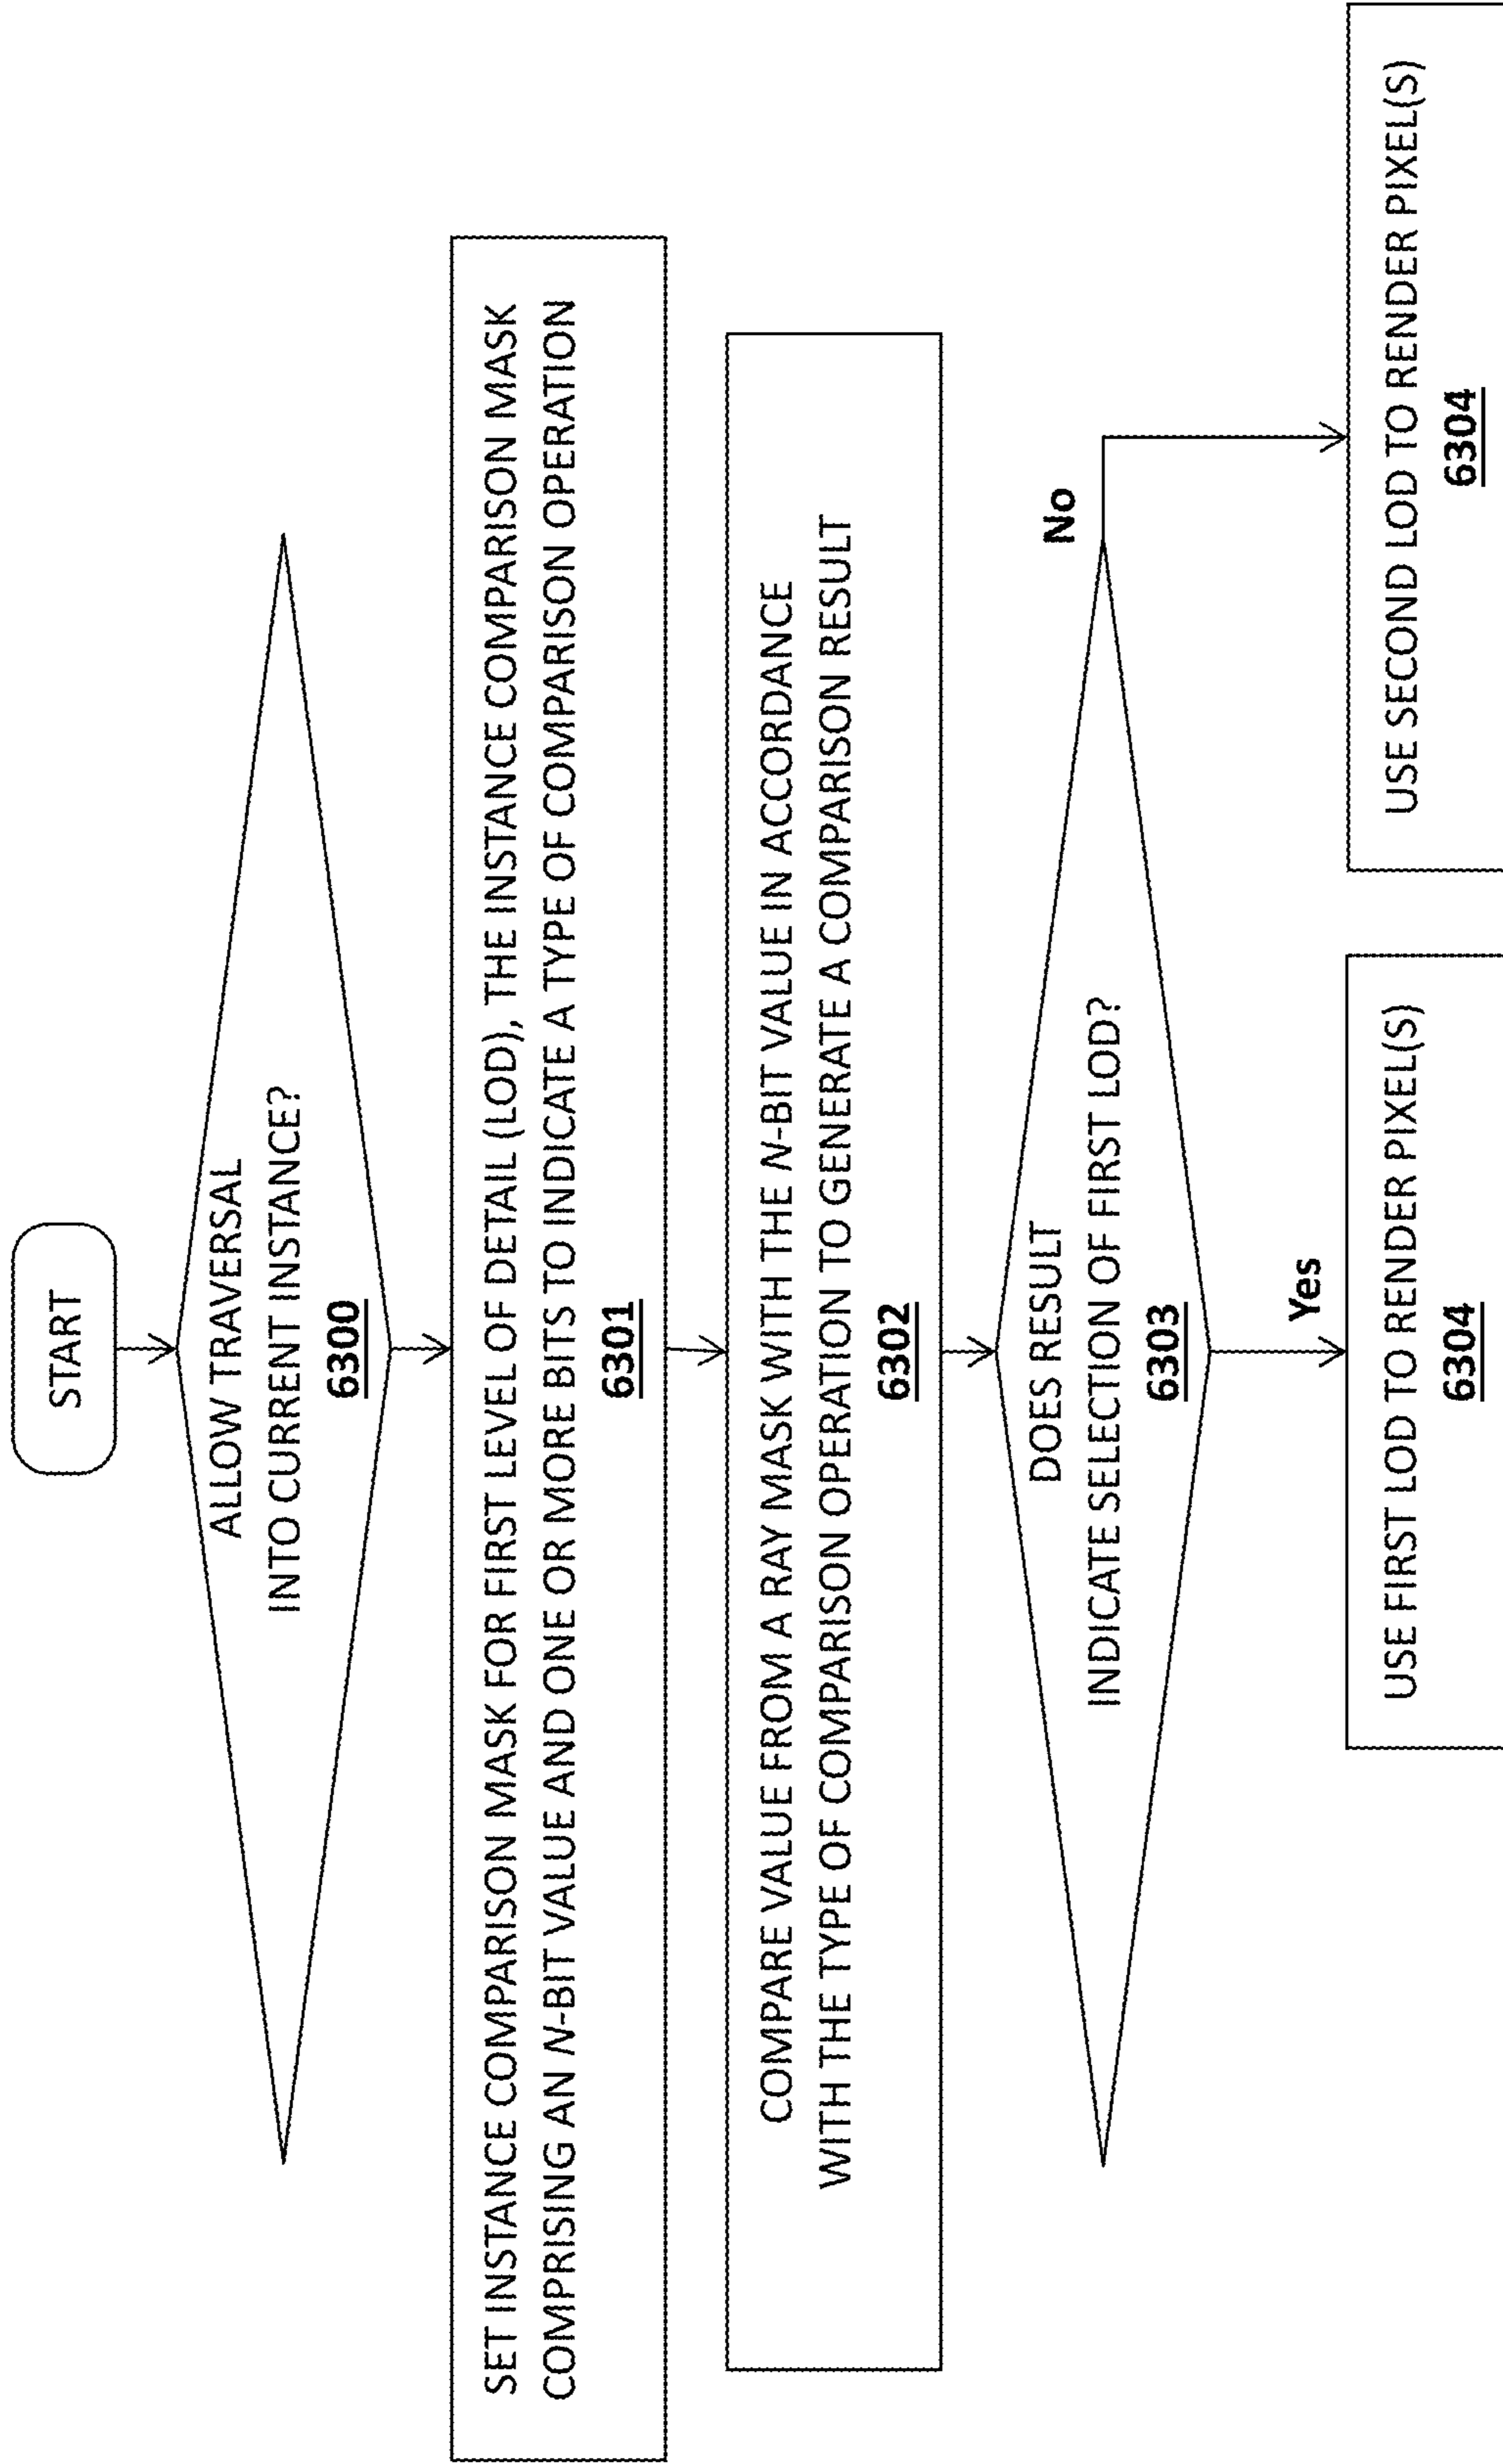 START
ALLOW TRAVERSAL
INTO CURRENT INSTANCE?
6300
SET INSTANCE COMPARISON MASK FOR FIRST LEVEL OF DETAIL (LOD), THE INSTANCE COMPARISON MASK
COMPRISING AN N-BIT VALUE AND ONE OR MORE BITS TO INDICATE A TYPE OF COMPARISON OPERATION
6301
COMPARE VALUE FROM A RAY MASK WITH THE N-BIT VALUE IN ACCORDANCE
WITH THE TYPE OF COMPARISON OPERATION TO GENERATE A COMPARISON RESULT
6302
DOES RESULT
INDICATE SELECTION OF FIRST LOD?
6303
No
Yes
USE FIRST LOD TO RENDER PIXEL(S)
6304
USE SECOND LOD TO RENDER PIXEL(S)
6304